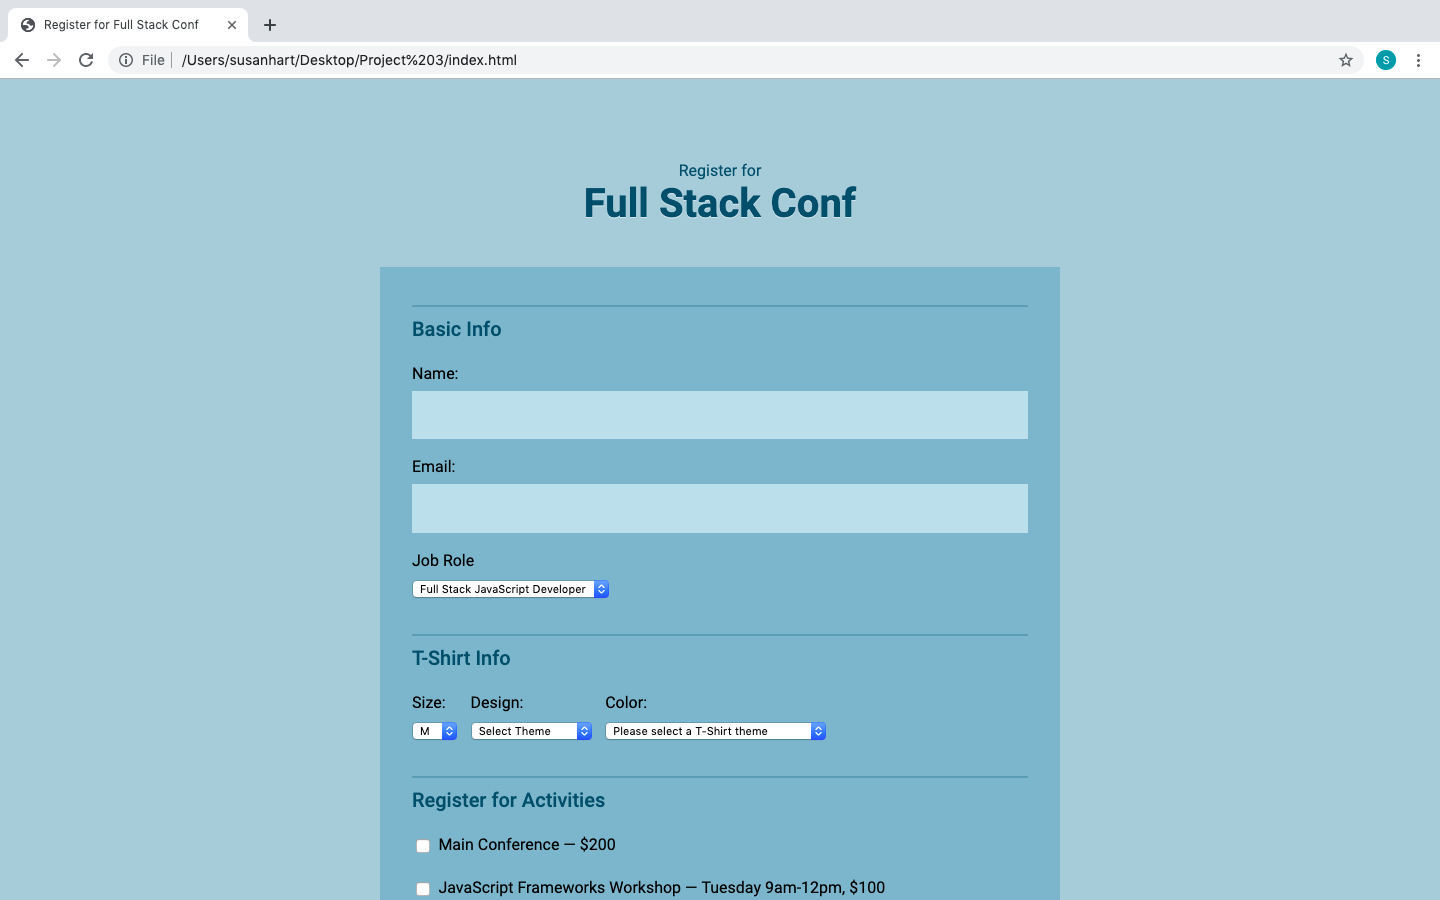 Register for Full Stack Conf
File /Users/susanhart/Desktop/Project%203/index.html
S
Register for
Full Stack Conf
Basic Info
Name:
Email:
Job Role
Full Stack JavaScript Developer
T-Shirt Info
Size: Design: Color:
M Select Theme Please select a T-Shirt theme
Register for Activities
Main Conference — $200
JavaScript Frameworks Workshop — Tuesday 9am-12pm, $100